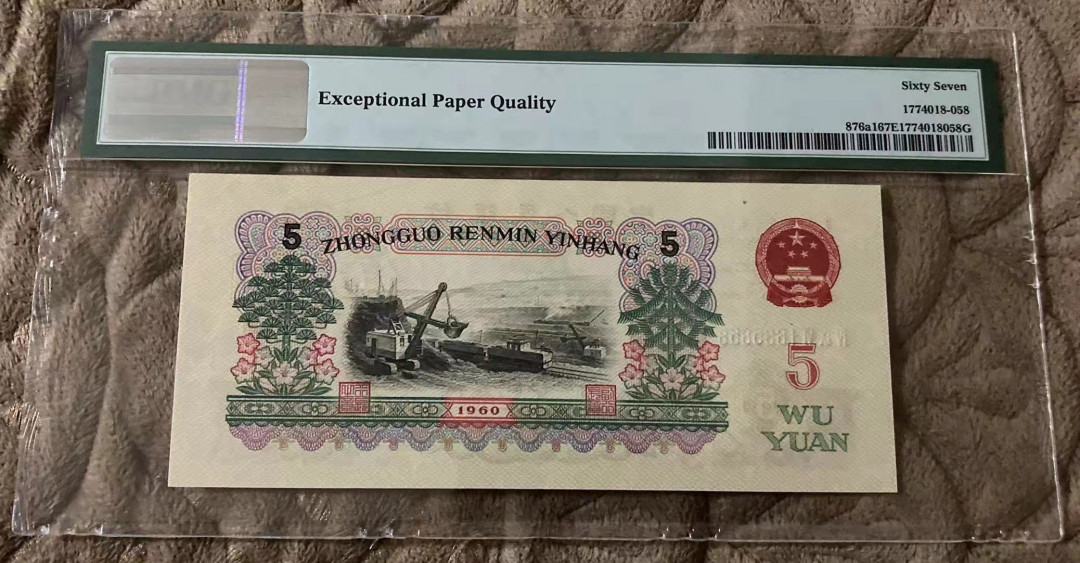 Exceptional Paper Quality
Sixty Seven
1774018-058
876a167E1774018058G
5 ZHONGGUO RENMIN YINHANG 5
5
1960
WU
YUAN